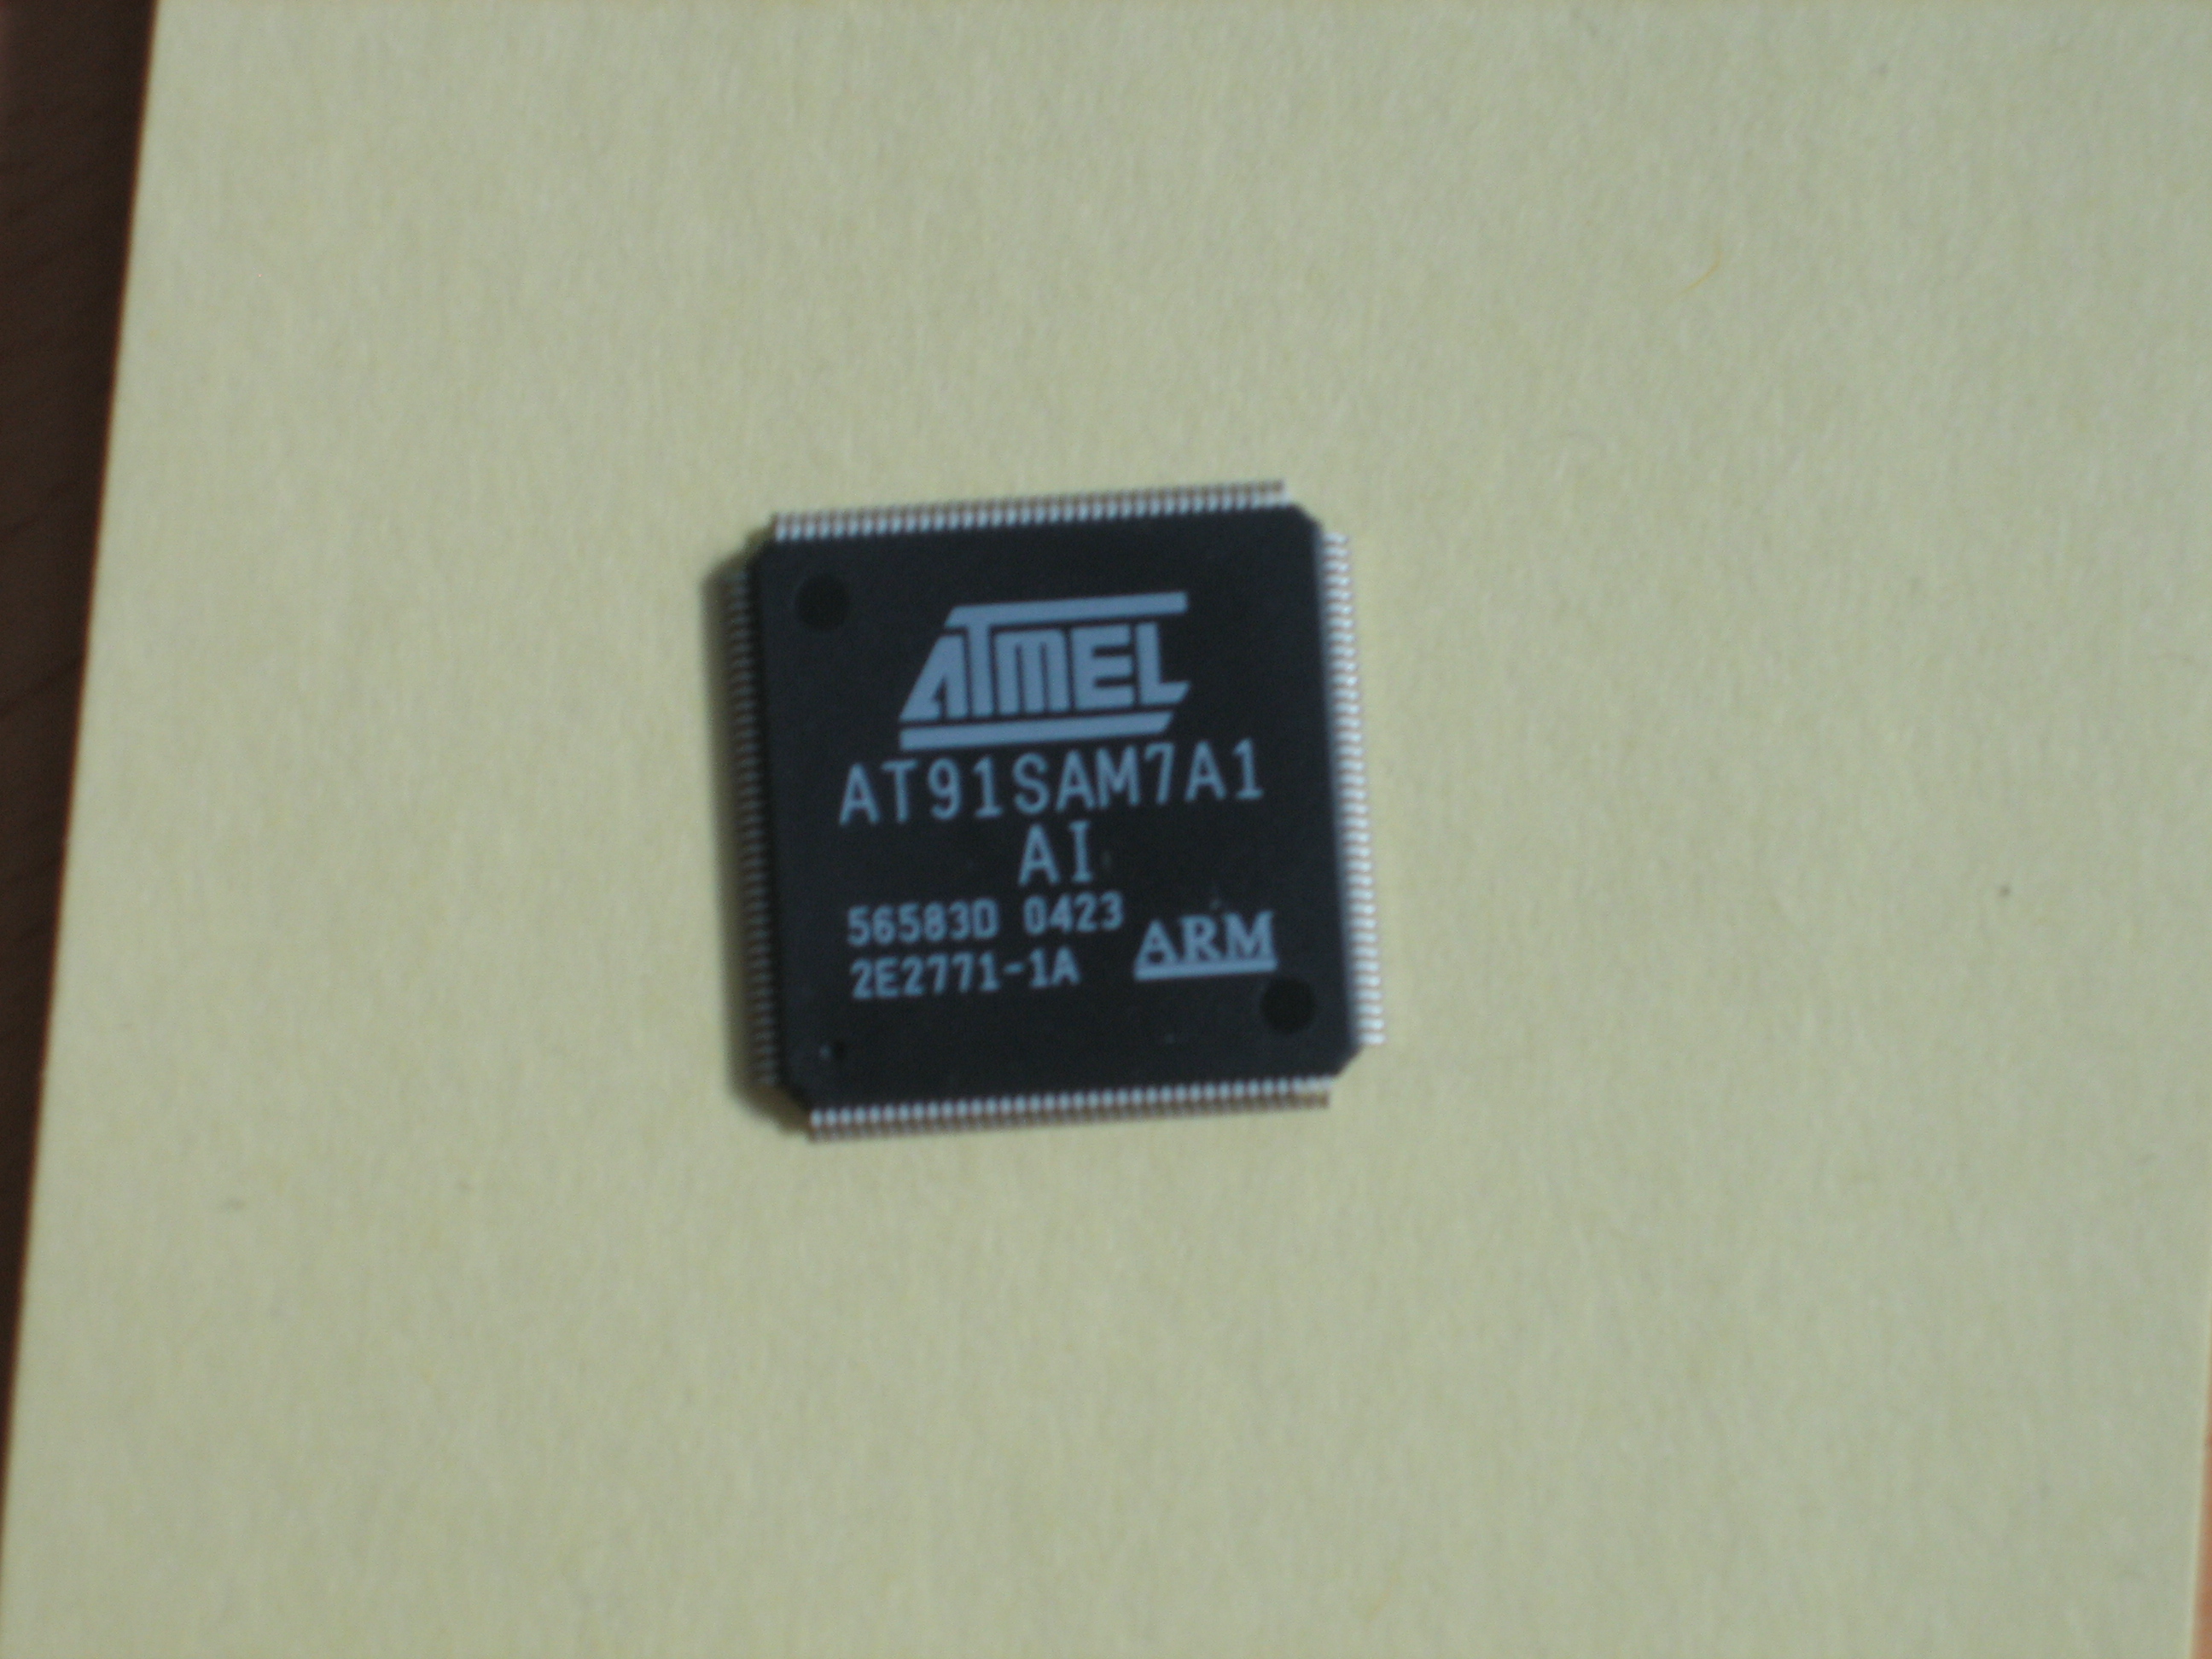 ATMEL
AT91SAM7A1
AI
56583D 0423
2E2771-1A ARM